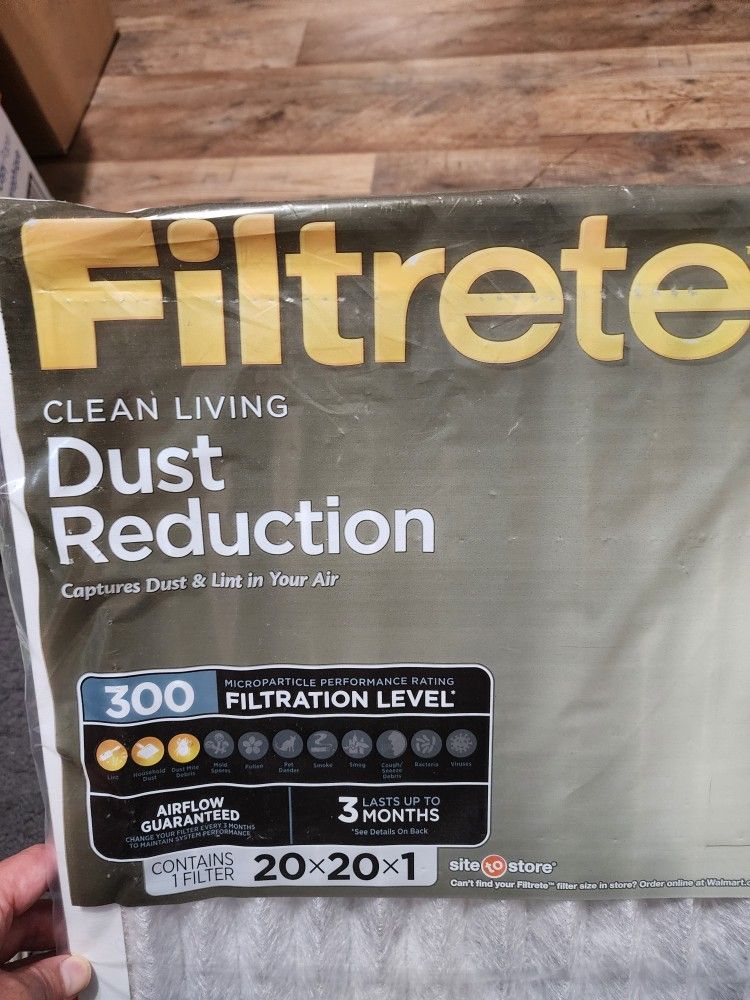 Filtrete™
CLEAN LIVING
Dust
Reduction
Captures Dust & Lint in Your Air
300
MICROPARTICLE PERFORMANCE RATING
FILTRATION LEVEL*
Lint
Household Dust
Dust Mite Debris
Mold Spores
Pollen
Pet Dander
Smoke
Smog
Cough/ Sneeze Debris
Bacteria
Viruses
AIRFLOW
GUARANTEED
CHANGE YOUR FILTER EVERY 3 MONTHS
TO MAINTAIN SYSTEM PERFORMANCE
3 LASTS UP TO
MONTHS
*See Details On Back
CONTAINS
1 FILTER
20×20×1
site to store®
Can't find your Filtrete™ filter size in store? Order online at Walmart.c